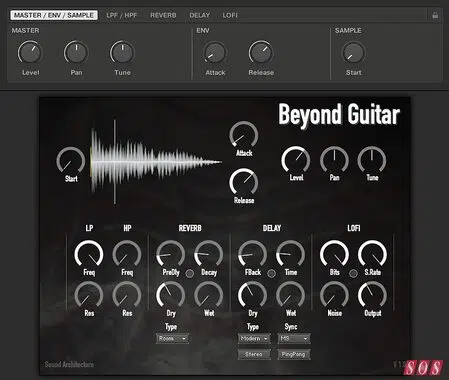 MASTER / ENV / SAMPLE LPF / HPF REVERB DELAY LOFI
MASTER ENV SAMPLE
Level Pan Tune Attack Release Start
Beyond Guitar
Start
Attack
Level Pan Tune
Release
LP HP REVERB DELAY LOFI
Freq Freq PreDly Decay FBack Time Bits S.Rate
Res Res Dry Wet Dry Wet Noise Output
Type Type Sync
Room Modern MS
Stereo PingPong
Sound Architecture
SOS